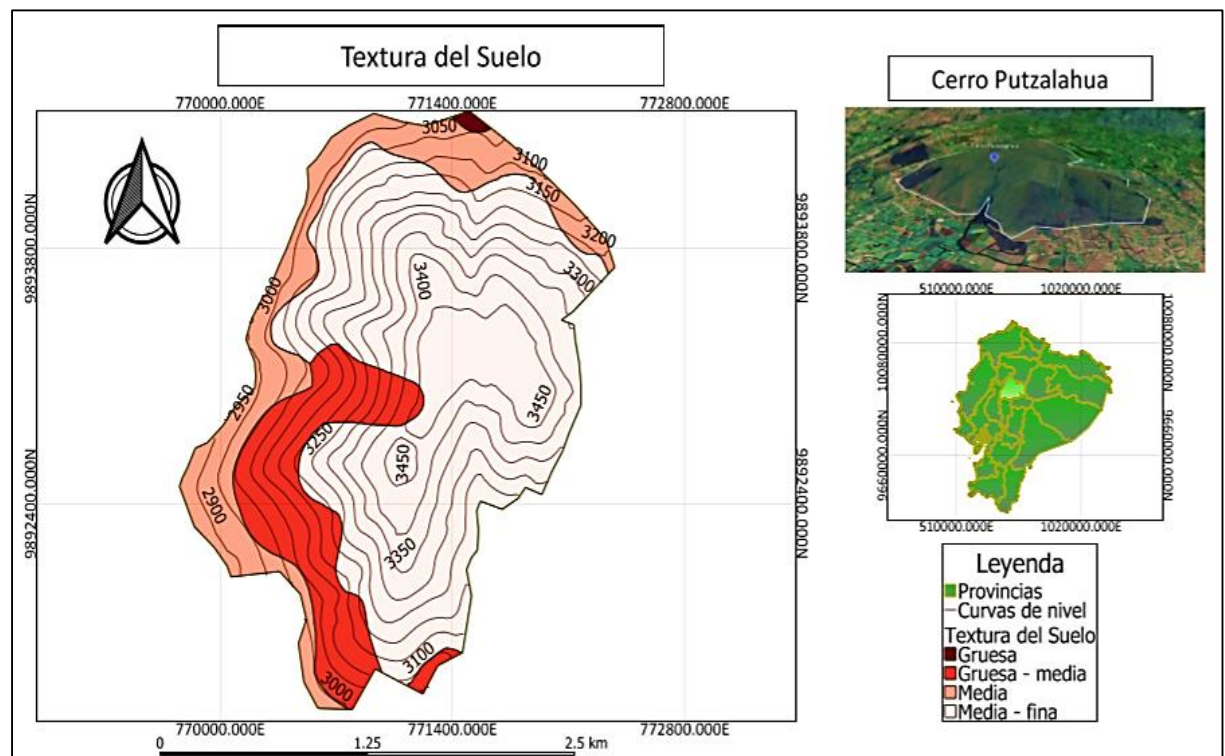 Textura del Suelo
770000.000E
771400.000E
772800.000E
9893800.000N
9892400.000N
9893800.000N
9892400.000N
3050
3100
3150
3200
3300
3400
3000
2950
3450
3250
3450
2900
3350
3100
3000
770000.000E
771400.000E
772800.000E
0
1.25
2.5 km
Cerro Putzalahua
510000.000E
1020000.000E
10080000.000N
9660000.000N
10080000.000N
9660000.000N
510000.000E
1020000.000E
Leyenda
Provincias
Curvas de nivel
Textura del Suelo
Gruesa
Gruesa - media
Media
Media - fina